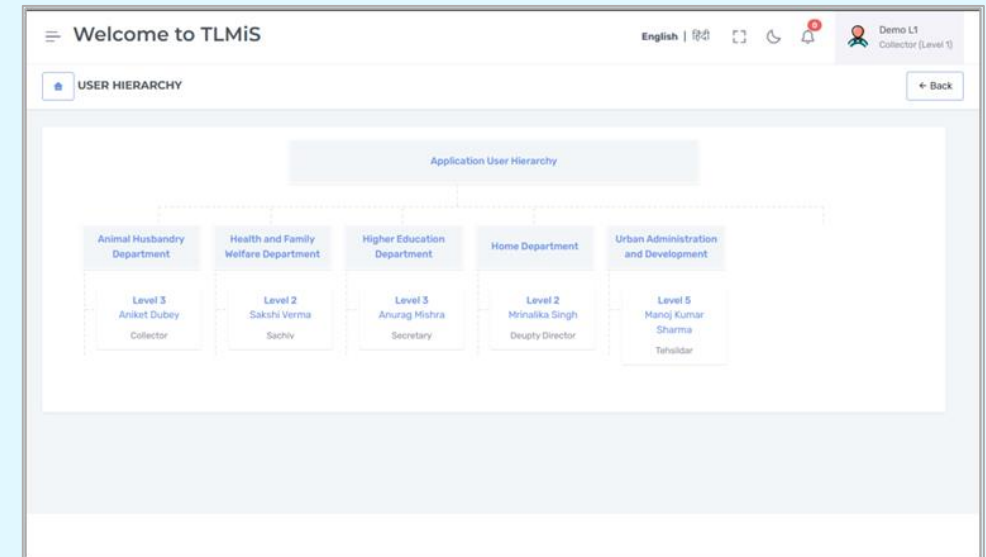 Welcome to TLMiS
English | हिंदी
0
Demo L1
Collector (Level 1)
USER HIERARCHY
← Back
Application User Hierarchy
Animal Husbandry
Department
Level 3
Aniket Dubey
Collector
Health and Family
Welfare Department
Level 2
Sakshi Verma
Sachiv
Higher Education
Department
Level 3
Anurag Mishra
Secretary
Home Department
Level 2
Mrinalika Singh
Deupty Director
Urban Administration
and Development
Level 5
Manoj Kumar
Sharma
Tehsildar